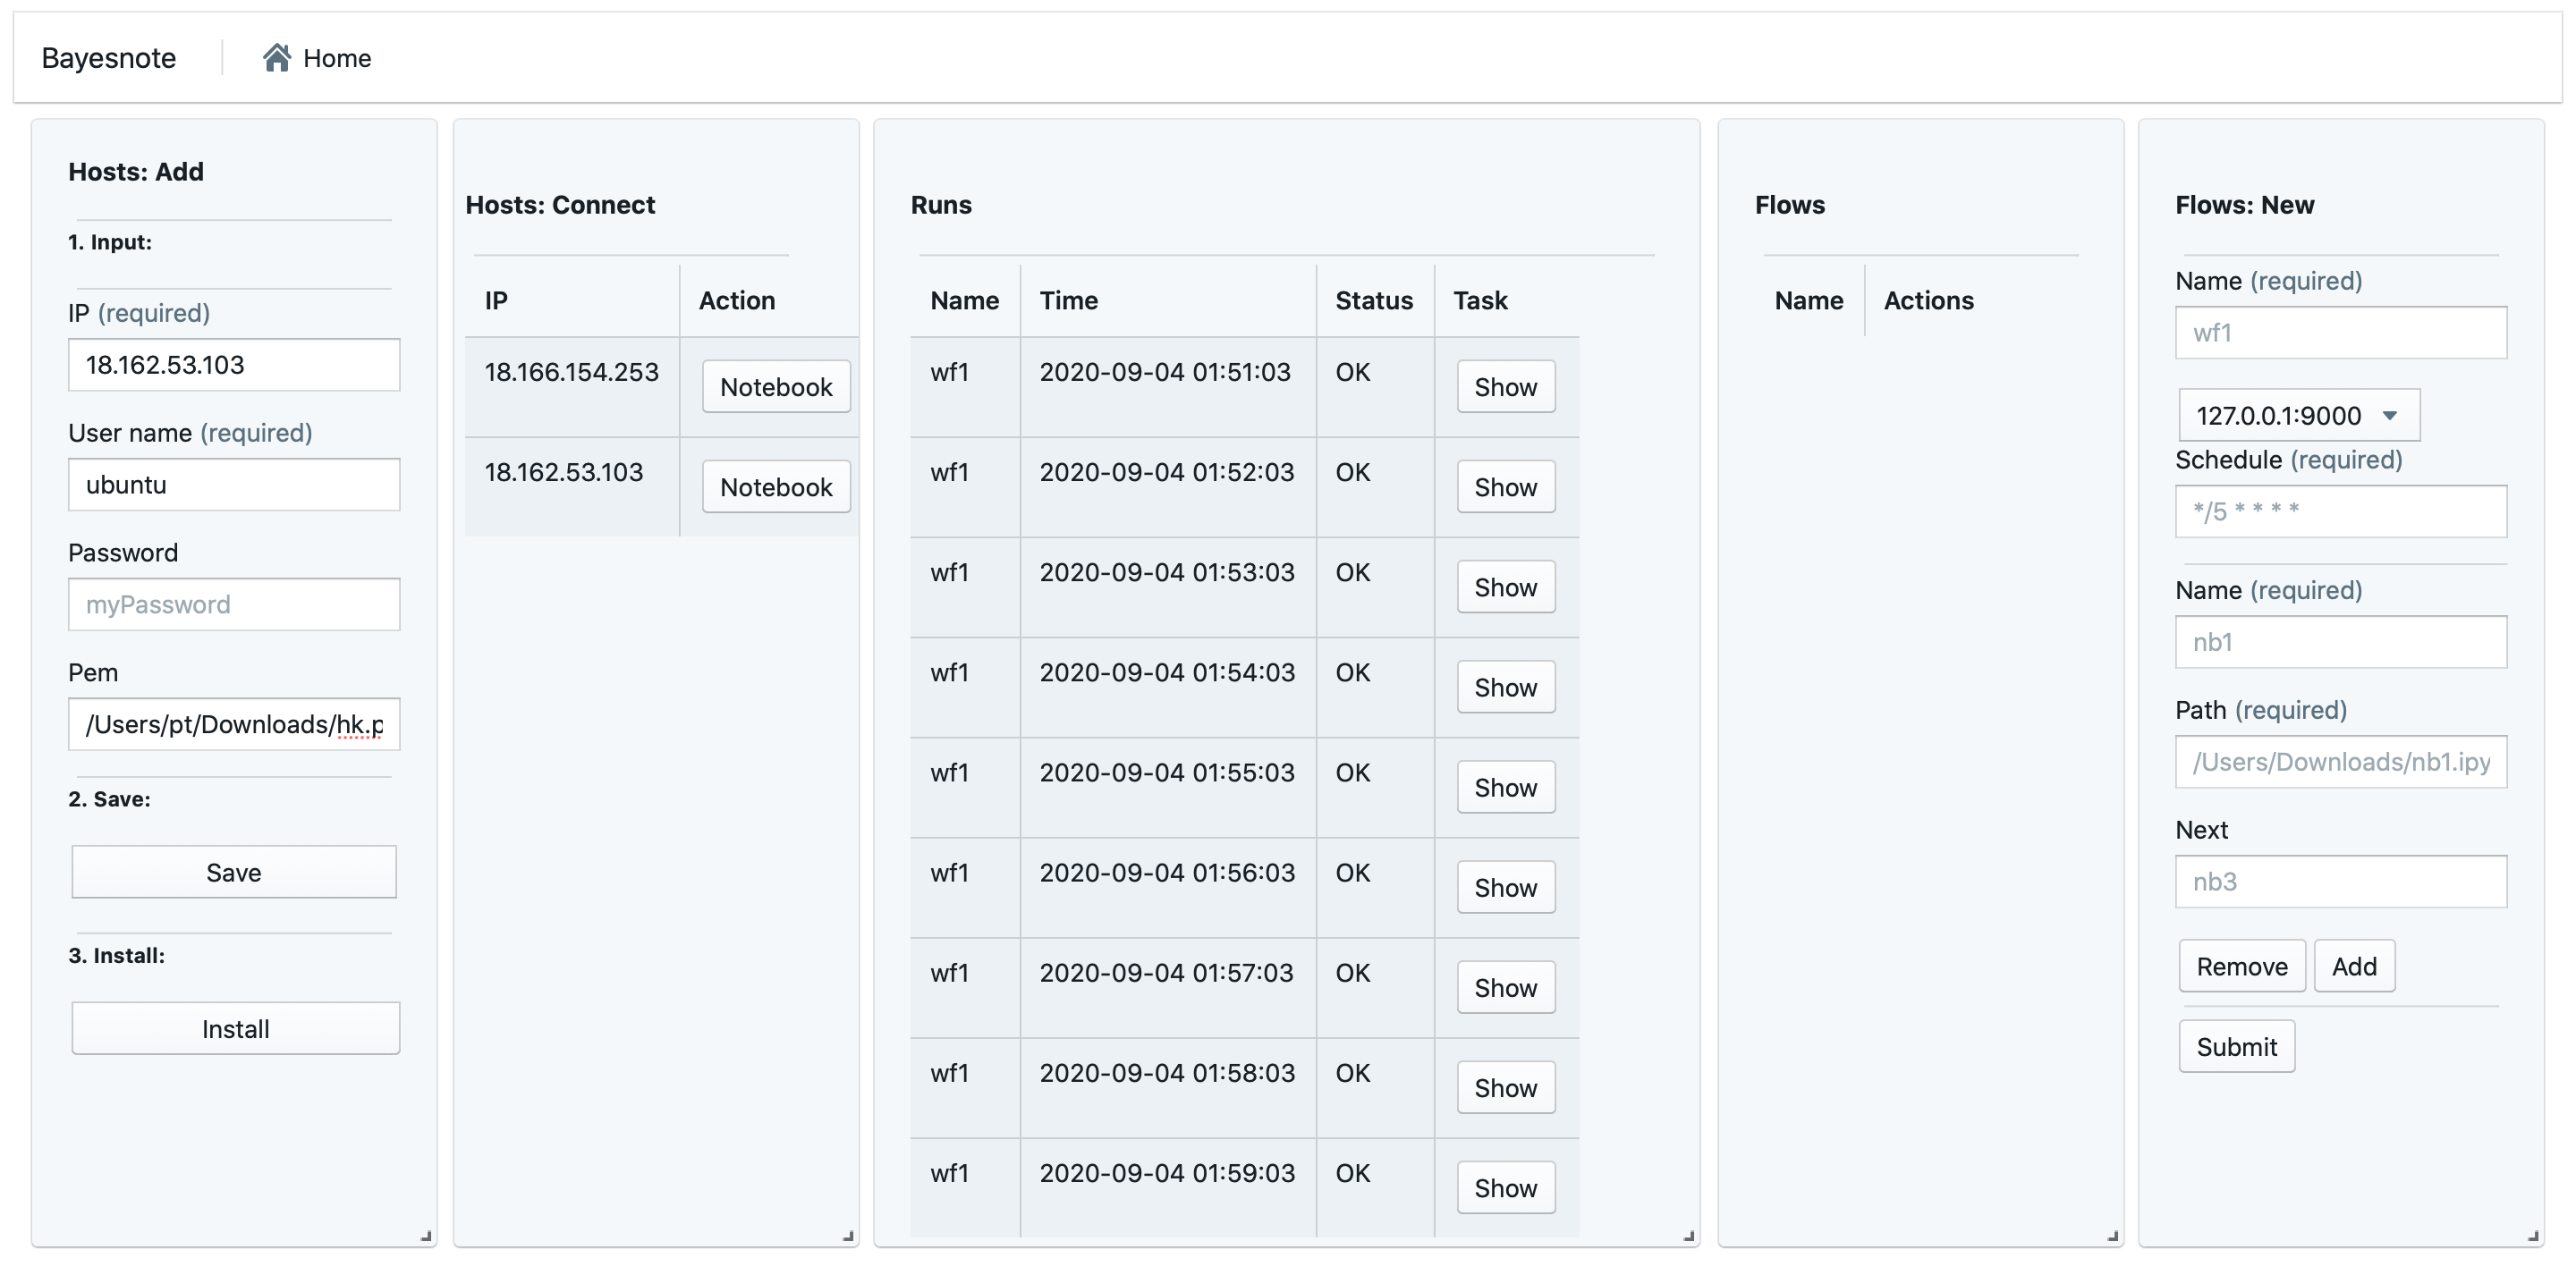 Bayesnote Home
Hosts: Add
1. Input:
IP (required)
18.162.53.103
User name (required)
ubuntu
Password
myPassword
Pem
/Users/pt/Downloads/hk.p
2. Save:
Save
3. Install:
Install
Hosts: Connect
IP Action
18.166.154.253 Notebook
18.162.53.103 Notebook
Runs
Name Time Status Task
wf1 2020-09-04 01:51:03 OK Show
wf1 2020-09-04 01:52:03 OK Show
wf1 2020-09-04 01:53:03 OK Show
wf1 2020-09-04 01:54:03 OK Show
wf1 2020-09-04 01:55:03 OK Show
wf1 2020-09-04 01:56:03 OK Show
wf1 2020-09-04 01:57:03 OK Show
wf1 2020-09-04 01:58:03 OK Show
wf1 2020-09-04 01:59:03 OK Show
Flows
Name Actions
Flows: New
Name (required)
wf1
127.0.0.1:9000
Schedule (required)
*/5 * * * *
Name (required)
nb1
Path (required)
/Users/Downloads/nb1.ipy
Next
nb3
Remove Add
Submit